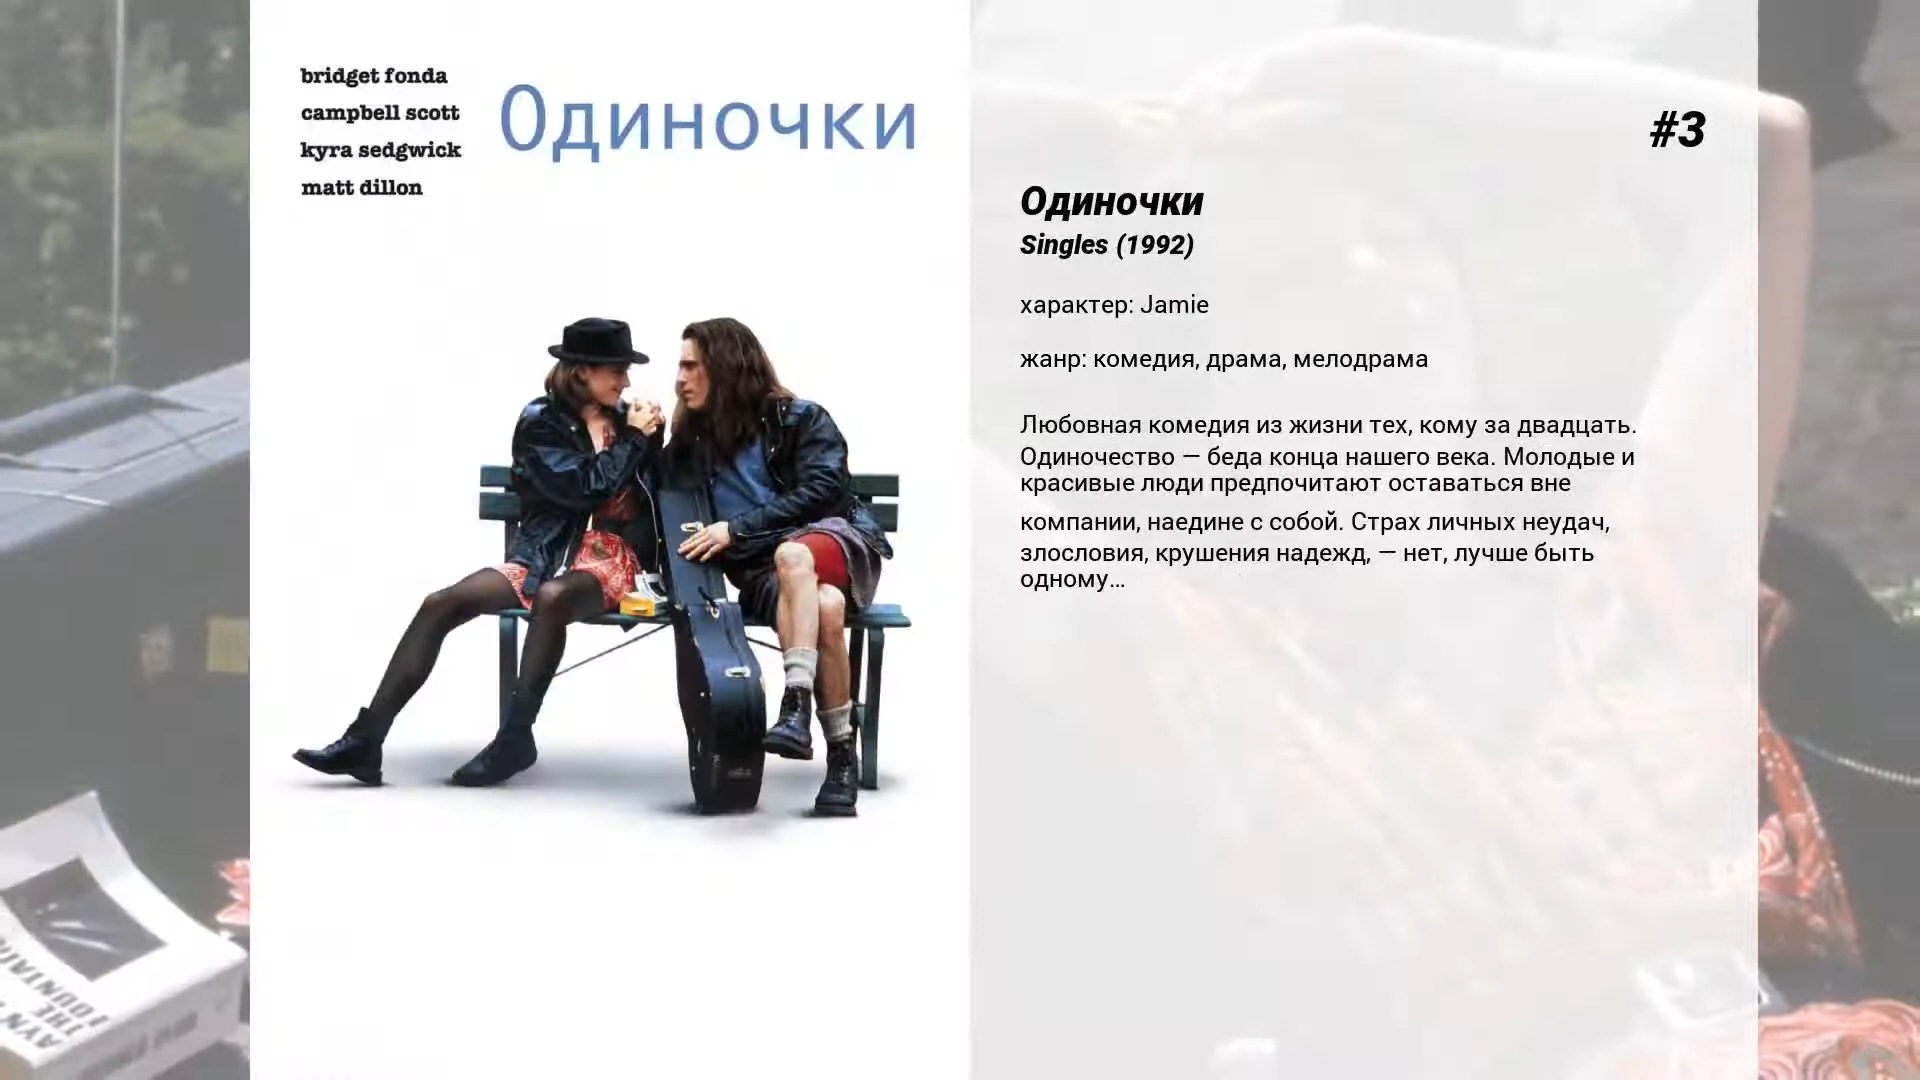 bridget fonda
campbell scott
kyra sedgwick
matt dillon
Одиночки
#3
Одиночки
Singles (1992)
характер: Jamie
жанр: комедия, драма, мелодрама
Любовная комедия из жизни тех, кому за двадцать.
Одиночество — беда конца нашего века. Молодые и
красивые люди предпочитают оставаться вне
компании, наедине с собой. Страх личных неудач,
злословия, крушения надежд, — нет, лучше быть
одному...
AYN
THE